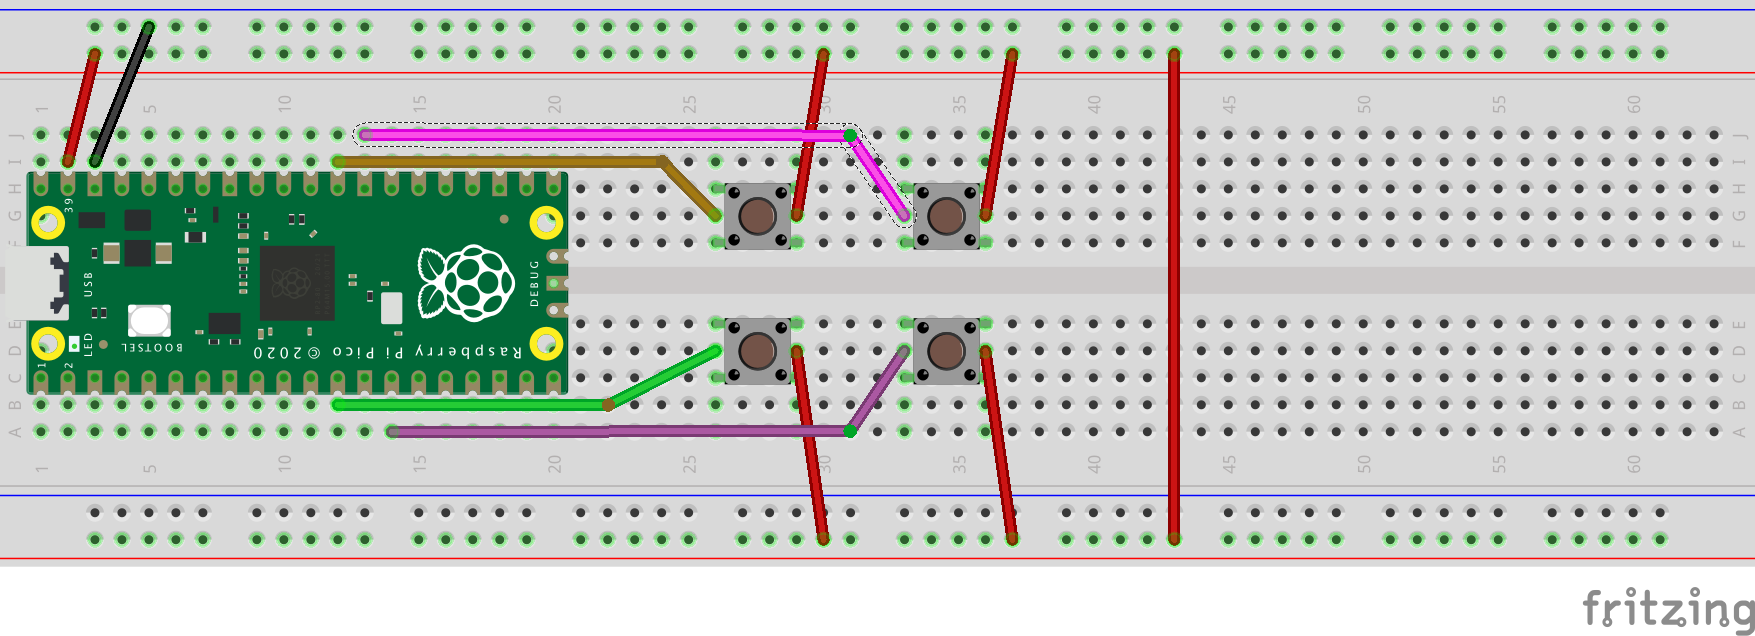 1 5 10 15 20 25 30 35 40 45 50 55 60
J J
I I
H H
G G
F F
39
USB
DEBUG
E E
LED
BOOTSEL
Raspberry Pi Pico © 2020
D D
1 2
C C
B B
A A
1 5 10 15 20 25 30 35 40 45 50 55 60
fritzing